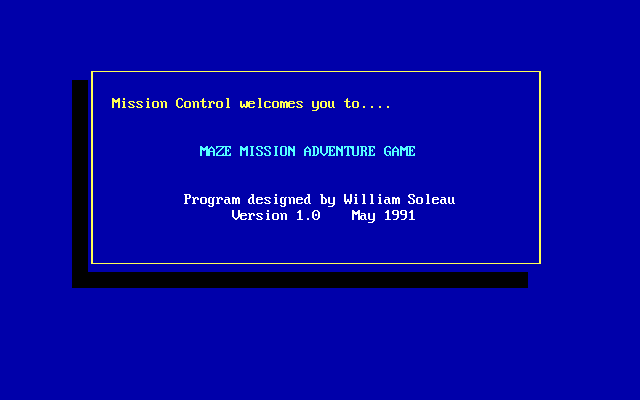 Mission Control welcomes you to....
MAZE MISSION ADVENTURE GAME
Program designed by William Soleau
Version 1.0    May 1991